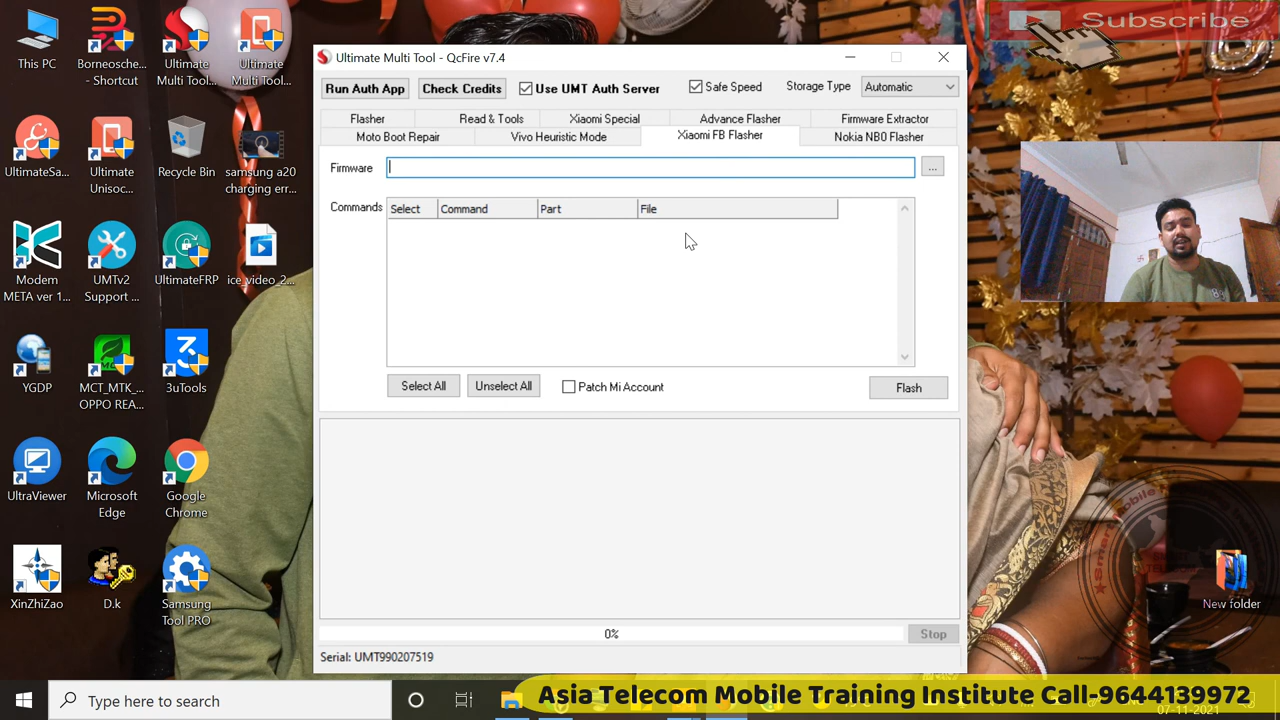 This PC
Borneosche...
- Shortcut
Ultimate
Multi Tool...
Ultimate
Multi Tool...
UltimateSa...
Ultimate
Unisoc...
Recycle Bin
samsung a20
charging err...
Modem
META ver 1...
UMTv2
Support ...
UltimateFRP
ice_video_2...
YGDP
MCT_MTK_...
OPPO REA...
3uTools
UltraViewer
Microsoft
Edge
Google
Chrome
XinZhiZao
D.k
Samsung
Tool PRO
Ultimate Multi Tool - QcFire v7.4
Run Auth App
Check Credits
Use UMT Auth Server
Safe Speed
Storage Type
Automatic
Flasher
Read & Tools
Xiaomi Special
Advance Flasher
Firmware Extractor
Moto Boot Repair
Vivo Heuristic Mode
Xiaomi FB Flasher
Nokia NB0 Flasher
Firmware
...
Commands
Select
Command
Part
File
Select All
Unselect All
Patch Mi Account
Flash
0%
Stop
Serial: UMT990207519
Subscribe
New folder
Type here to search
Asia Telecom Mobile Training Institute Call-9644139972
07-11-2021